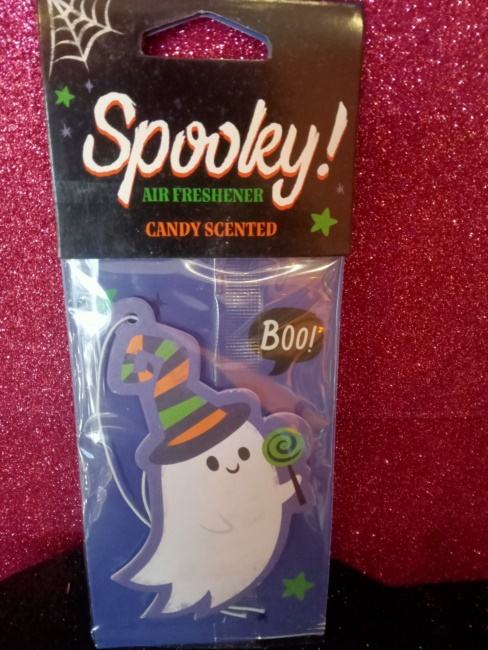 Spooky!
AIR FRESHENER
CANDY SCENTED
BOO!